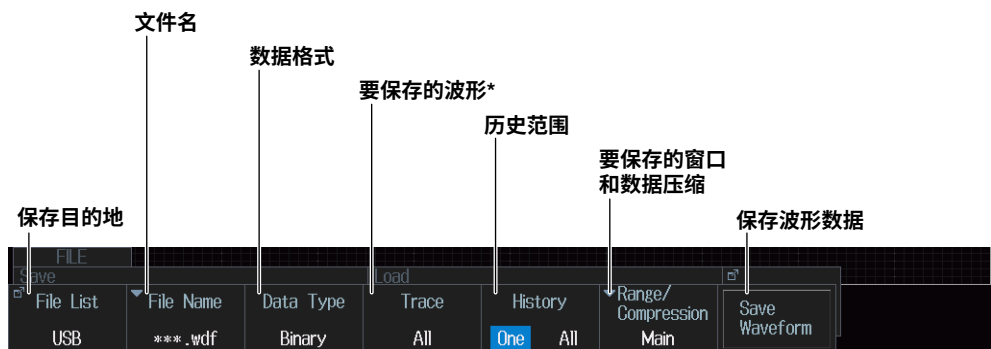 文件名
数据格式
要保存的波形*
历史范围
要保存的窗口
和数据压缩
保存目的地
保存波形数据
FILE
Save
Load
File List
File Name
Data Type
Trace
History
Range/
Compression
Save
Waveform
USB
***.wdf
Binary
All
One
All
Main